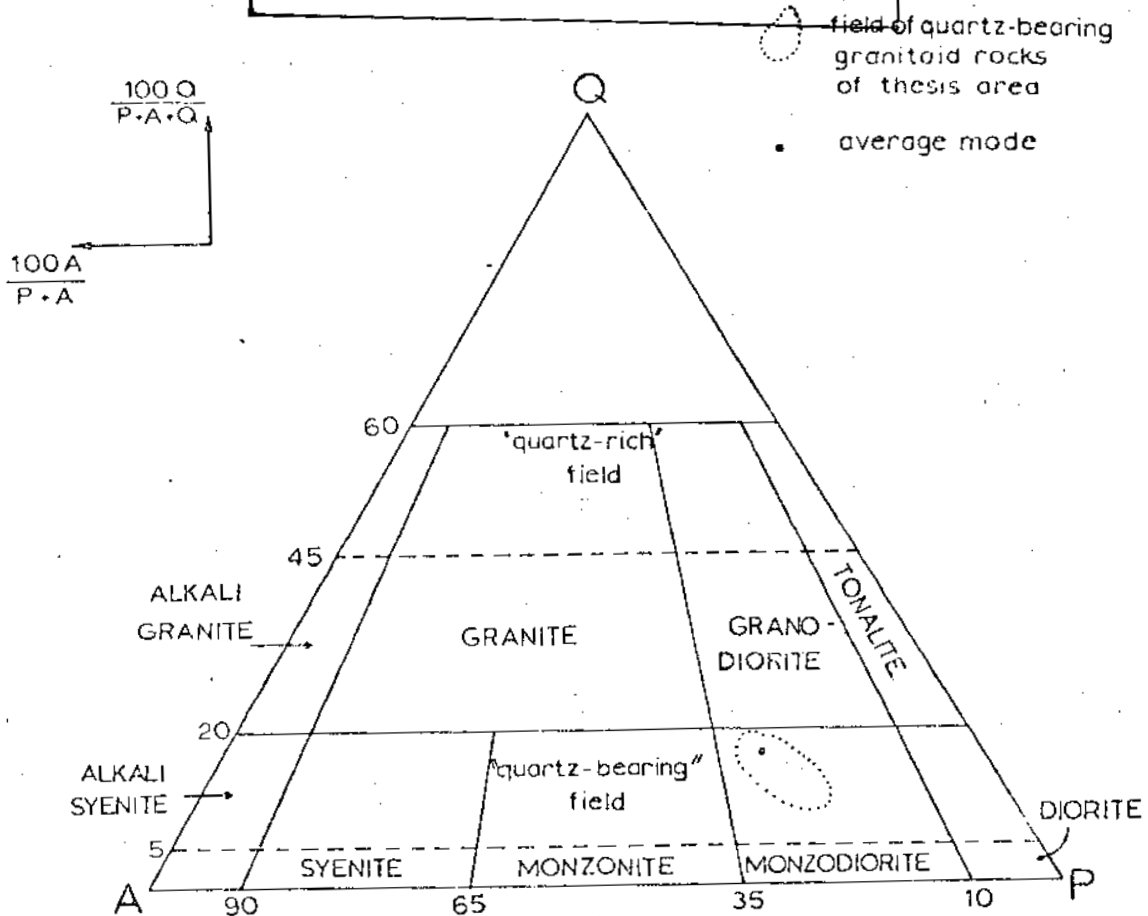 field of quartz-bearing
granitoid rocks
of thesis area
average mode
100 Q
P+A+Q
100 A
P+A
Q
60
'quartz-rich'
field
45
ALKALI
GRANITE
GRANITE
GRANO-
DIORITE
TONALITE
20
"quartz-bearing"
field
ALKALI
SYENITE
DIORITE
5
SYENITE
MONZONITE
MONZODIORITE
A
90
65
35
10
P